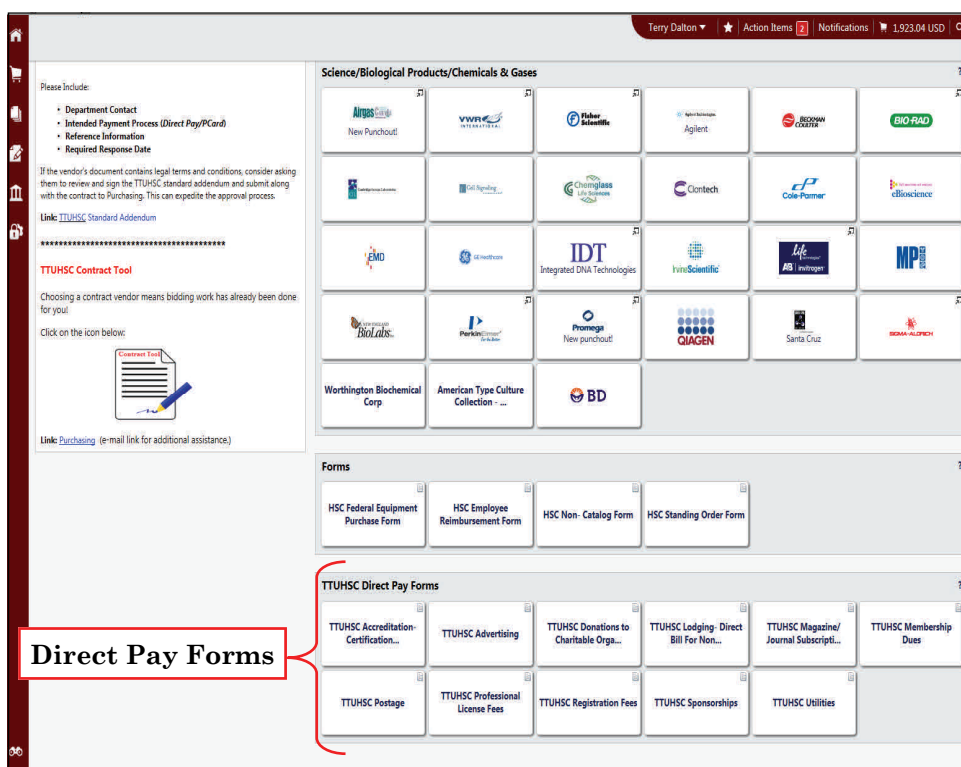 Terry Dalton ▼ ★ Action Items 2 Notifications 1,923.04 USD
Please Include:
• Department Contact
• Intended Payment Process (Direct Pay/PCard)
• Reference Information
• Required Response Date
If the vendor's document contains legal terms and conditions, consider asking
them to review and sign the TTUHSC standard addendum and submit along
with the contract to Purchasing. This can expedite the approval process.
Link: TTUHSC Standard Addendum
*****************************************
TTUHSC Contract Tool
Choosing a contract vendor means bidding work has already been done
for you!
Click on the icon below:
Contract Tool
Link: Purchasing (e-mail link for additional assistance.)
Science/Biological Products/Chemicals & Gases ?
Airgas
New Punchout!
VWR
INTERNATIONAL
Fisher
Scientific
Agilent Technologies
Agilent
BECKMAN
COULTER
BIO-RAD
Cell Signaling
Chemglass
Life Sciences
Clontech
Cole-Parmer
eBioscience
EMD
GE Healthcare
IDT
Integrated DNA Technologies
IrvineScientific
life
AB invitrogen
MP
NEW ENGLAND
BioLabs
PerkinElmer
For the Better
Promega
New punchout!
QIAGEN
Santa Cruz
SIGMA-ALDRICH
Worthington Biochemical
Corp
American Type Culture
Collection - ...
BD
Forms ?
HSC Federal Equipment
Purchase Form
HSC Employee
Reimbursement Form
HSC Non- Catalog Form
HSC Standing Order Form
TTUHSC Direct Pay Forms ?
Direct Pay Forms
TTUHSC Accreditation-
Certification...
TTUHSC Advertising
TTUHSC Donations to
Charitable Orga...
TTUHSC Lodging- Direct
Bill For Non...
TTUHSC Magazine/
Journal Subscripti...
TTUHSC Membership
Dues
TTUHSC Postage
TTUHSC Professional
License Fees
TTUHSC Registration Fees
TTUHSC Sponsorships
TTUHSC Utilities